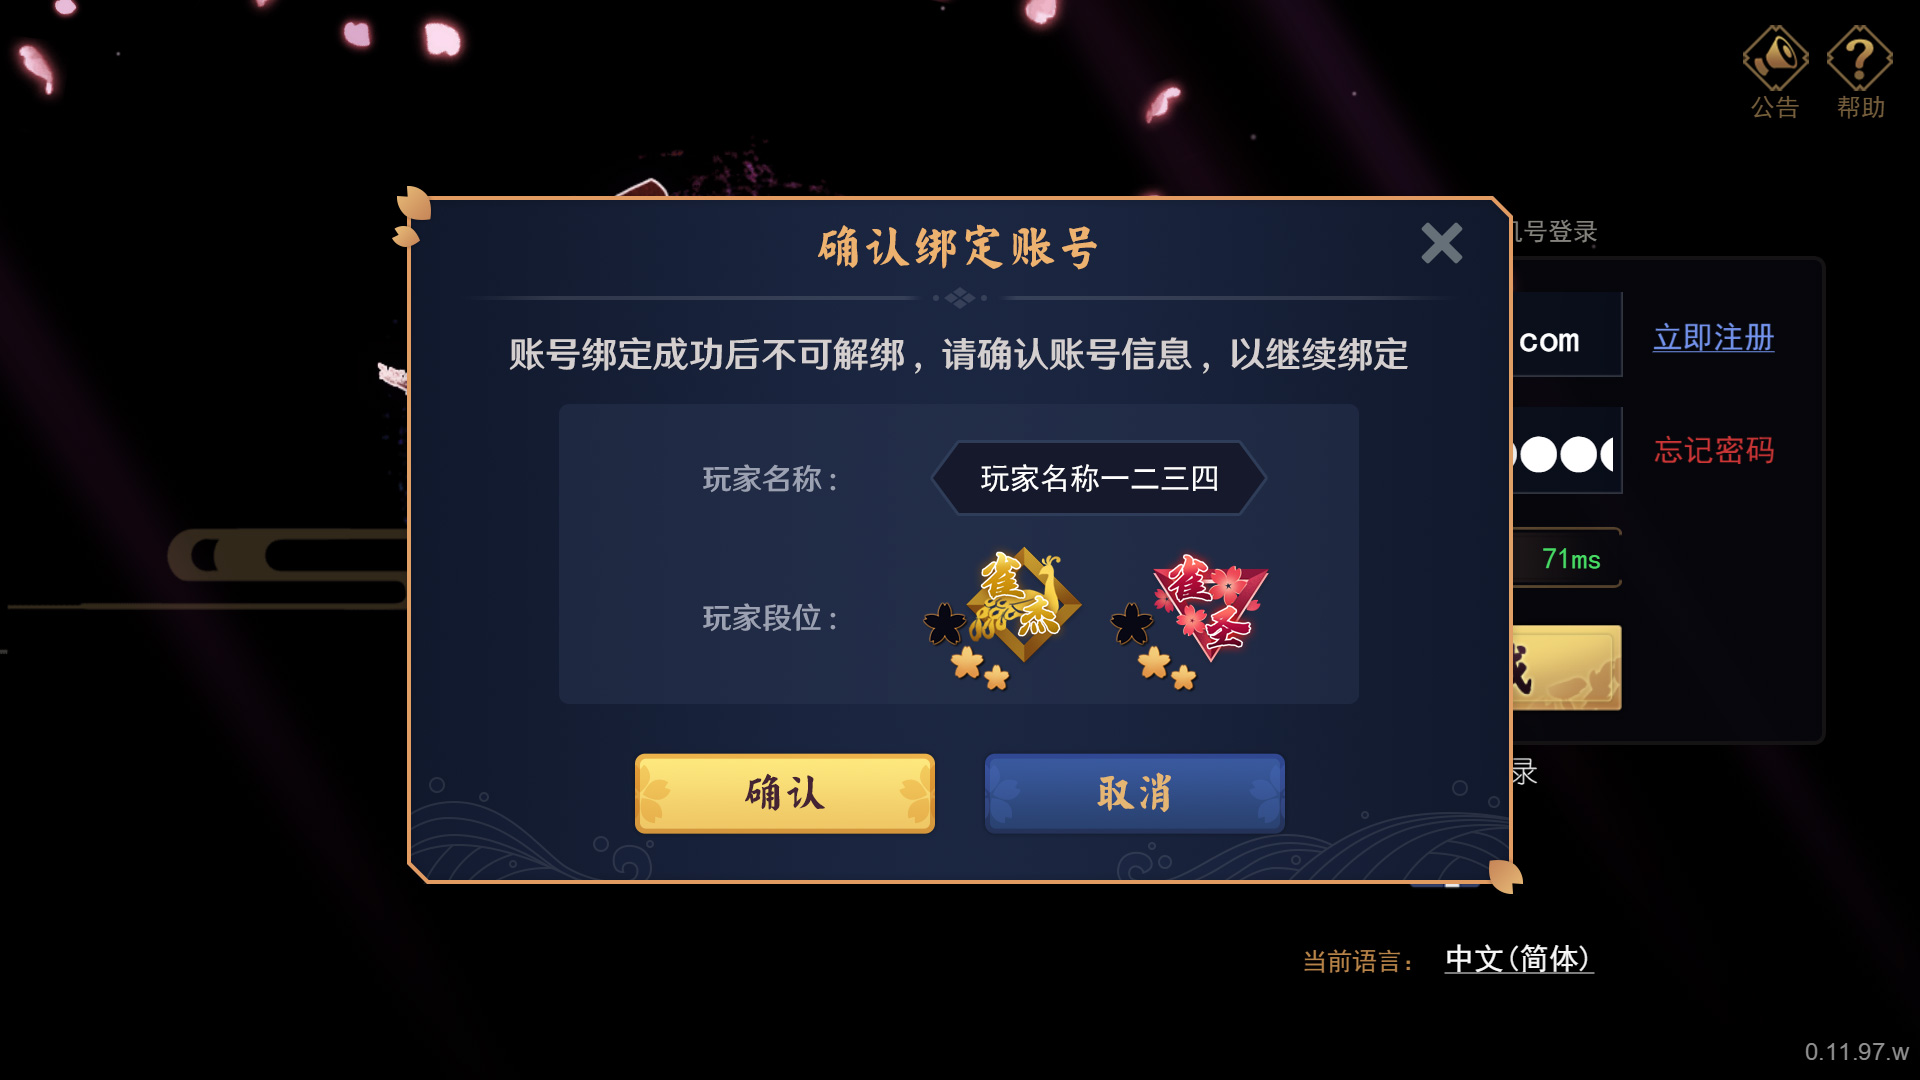 公告
帮助
确认绑定账号
机号登录
账号绑定成功后不可解绑，请确认账号信息，以继续绑定
com
立即注册
玩家名称：
玩家名称一二三四
忘记密码
71ms
玩家段位：
雀杰
雀圣
确认
取消
录
当前语言：
中文(简体)
0.11.97.w